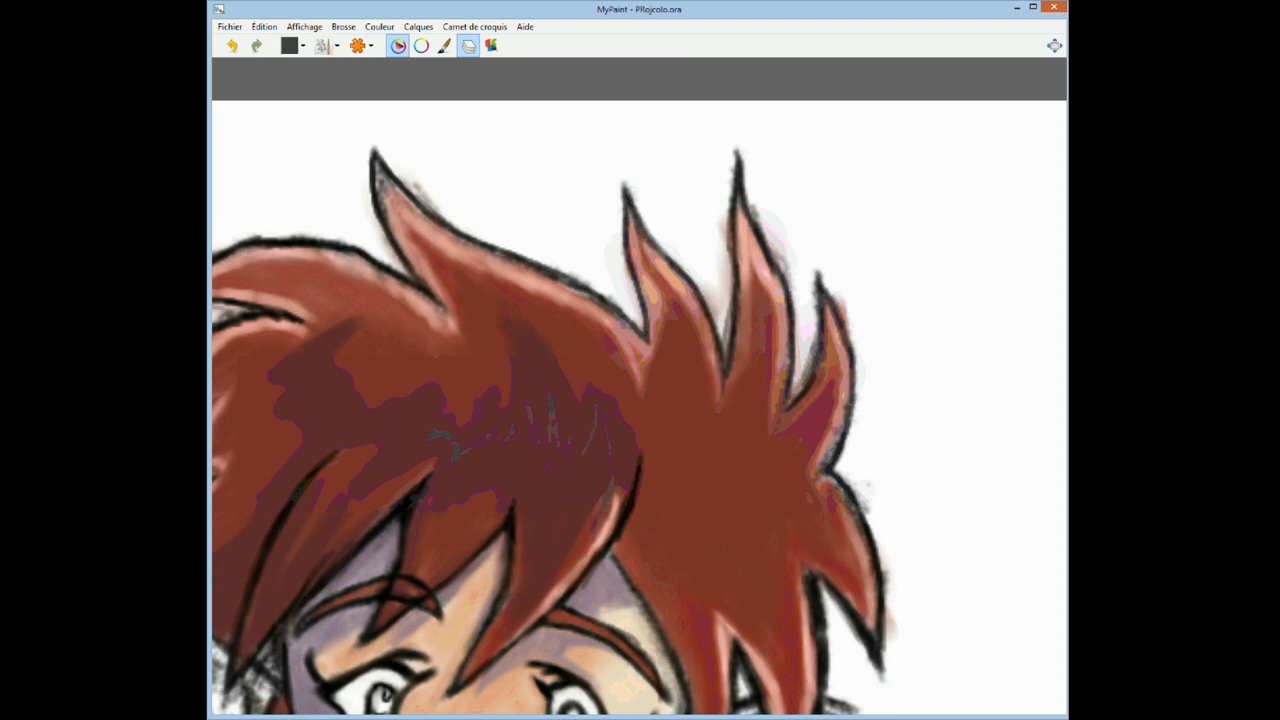 MyPaint - PRojcolo.ora
Fichier Édition Affichage Brosse Couleur Calques Carnet de croquis Aide